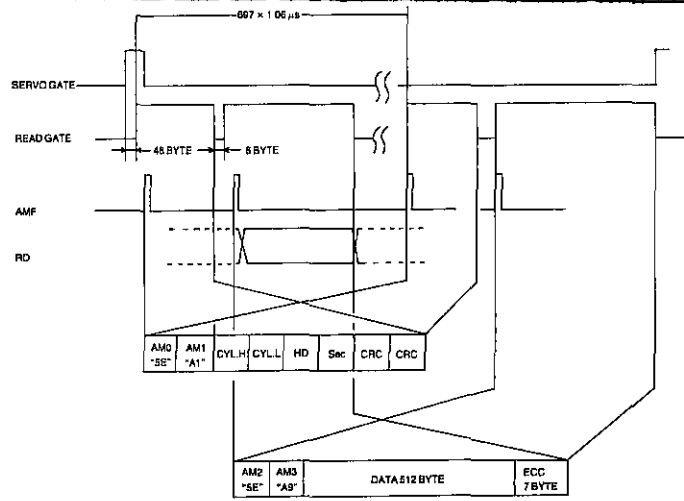 697 × 1.06 μs
SERVO GATE
READ GATE
46 BYTE
6 BYTE
AMF
RD
AM0 "5E"
AM1 "A1"
CYL.H
CYL.L
HD
Sec
CRC
CRC
AM2 "5E"
AM3 "A9"
DATA 512 BYTE
ECC 7 BYTE